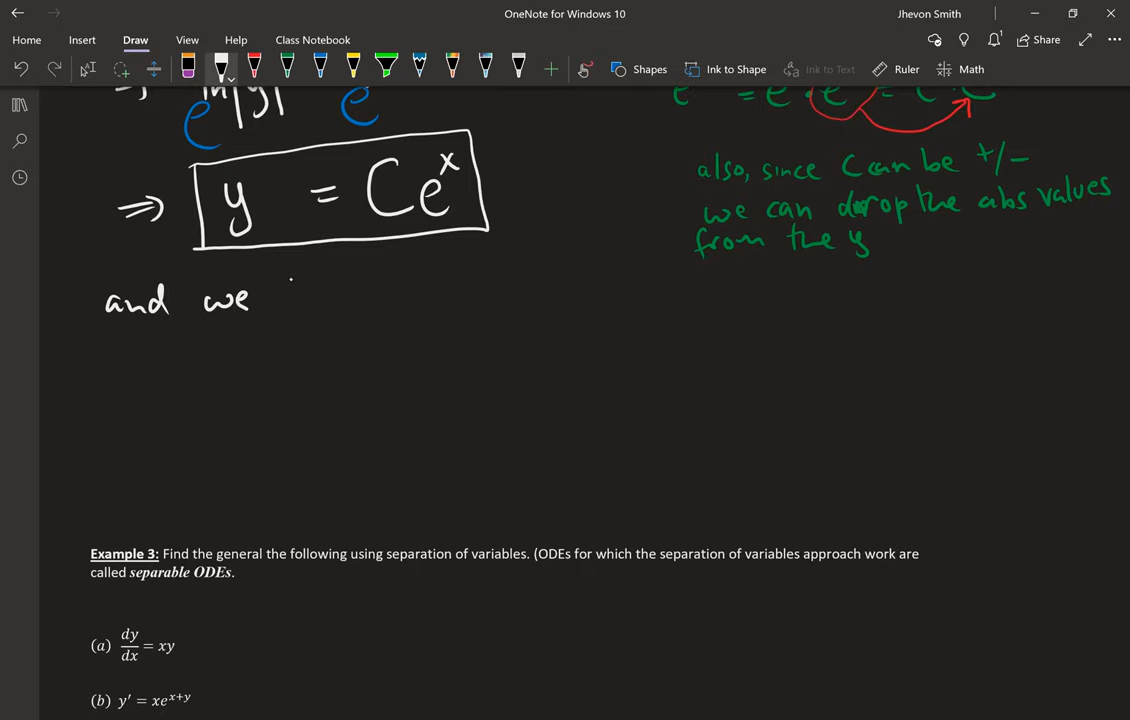 OneNote for Windows 10
Jhevon Smith
Home Insert Draw View Help Class Notebook
Share
Shapes Ink to Shape Ink to Text Ruler Math
⇒ ln|y|
e e
e = e · e = e · C
⇒ y = Ce^x
also, since C can be +/-
we can drop the abs values
from the y
and we
Example 3: Find the general the following using separation of variables. (ODEs for which the separation of variables approach work are
called separable ODEs.
(a) dy/dx = xy
(b) y′ = xe^{x+y}